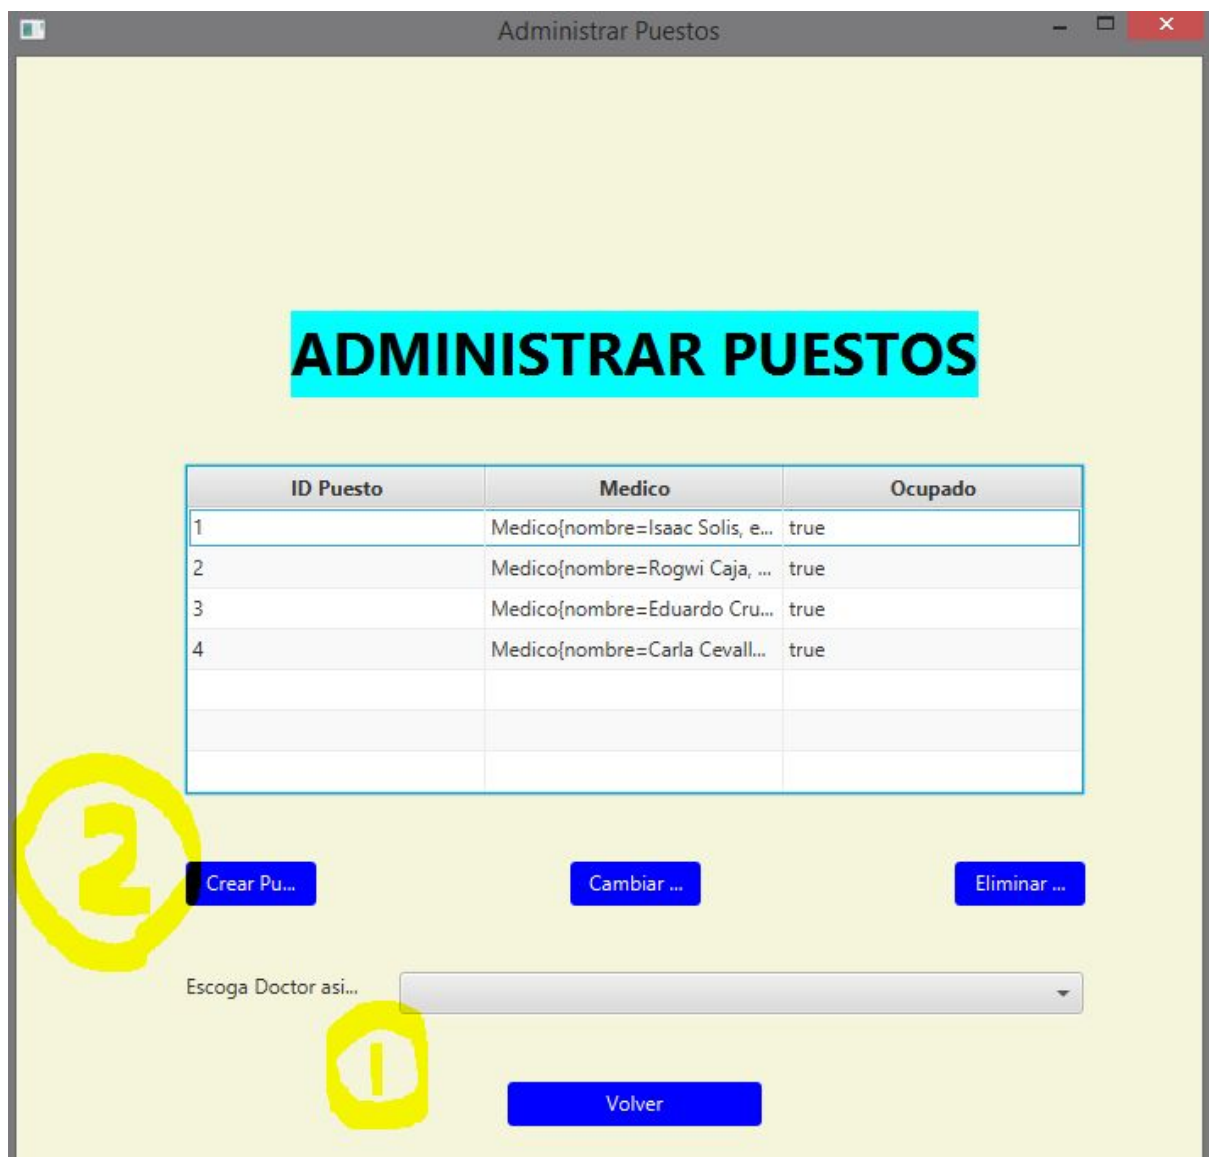 Administrar Puestos
ADMINISTRAR PUESTOS
ID Puesto Medico Ocupado
1 Medico{nombre=Isaac Solis, e... true
2 Medico{nombre=Rogwi Caja, ... true
3 Medico{nombre=Eduardo Cru... true
4 Medico{nombre=Carla Cevall... true
2
Crear Pu... Cambiar ... Eliminar ...
Escoga Doctor asi...
1
Volver